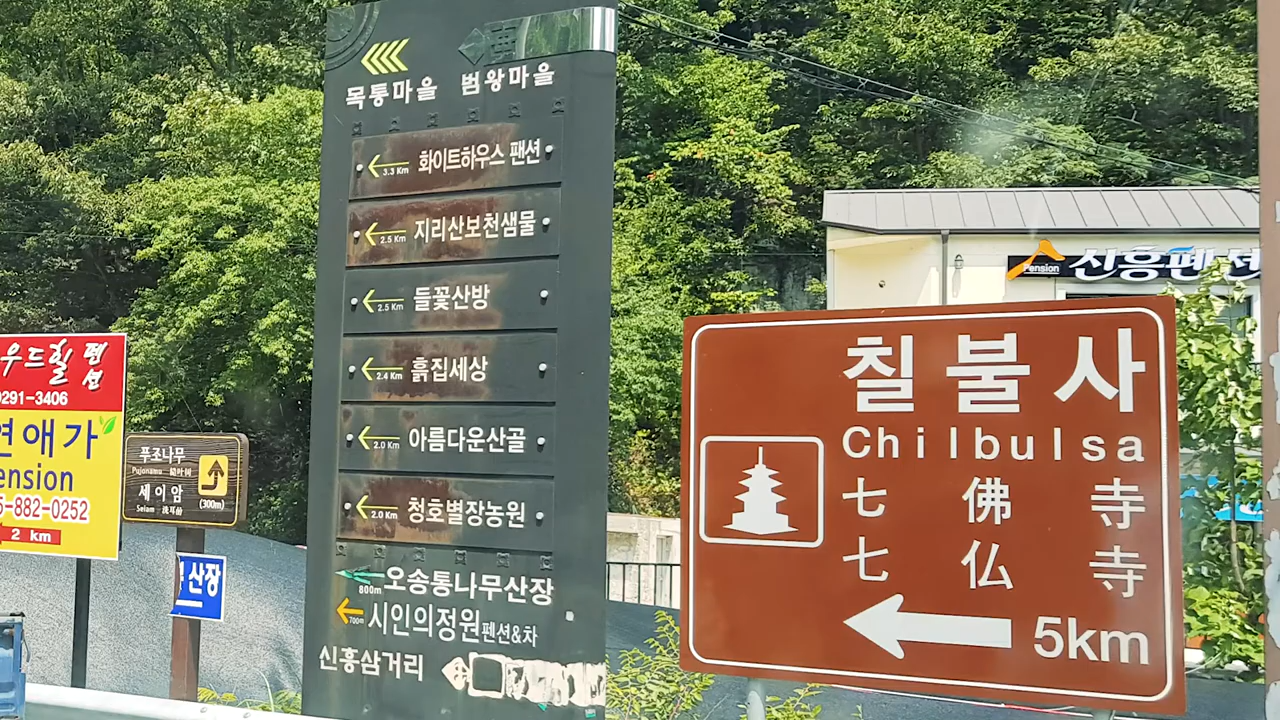 우드힐 펜션
0291-3406
연애가
ension
5-882-0252
2 km
푸조나무
Pujonamu
세이암
Seiam 洗耳岩
(300m)
산장
목통마을 범왕마을
3.3 Km 화이트하우스 팬션
2.5 Km 지리산보천샘물
2.5 Km 들꽃산방
2.4 Km 흙집세상
2.0 Km 아름다운산골
2.0 Km 청호별장농원
800m 오송통나무산장
700m 시인의정원펜션&차
신흥삼거리
Pension 신흥펜션
칠불사
Chilbulsa
七佛寺
七仏寺
5km